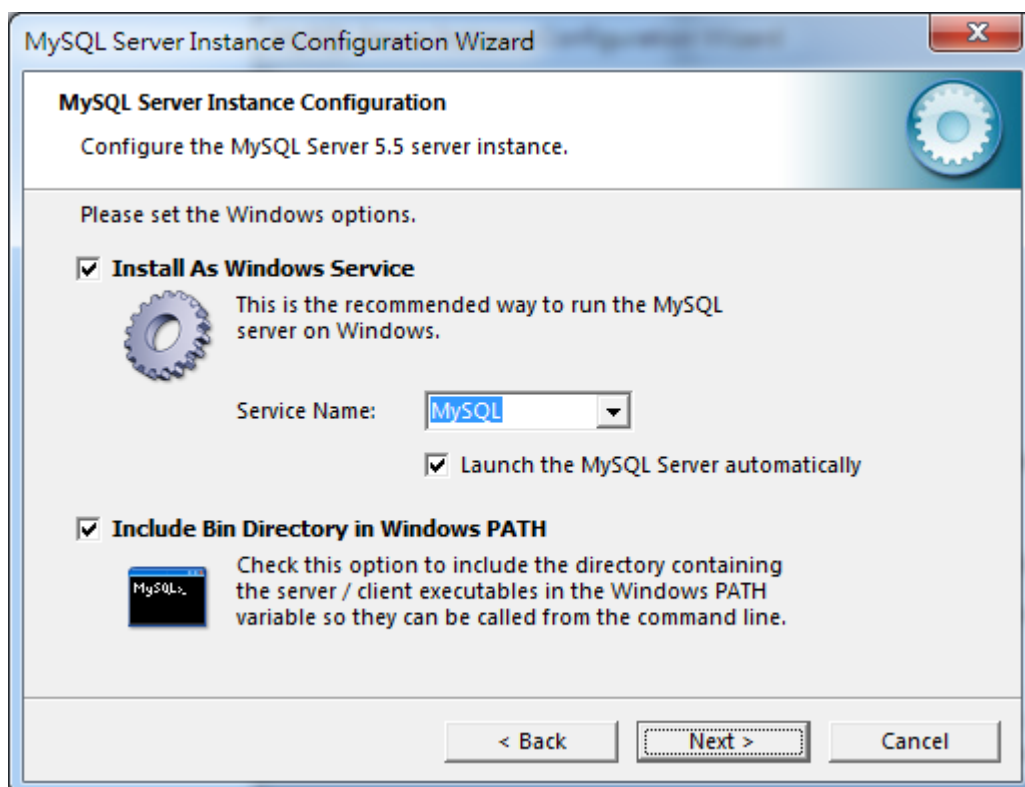 MySQL Server Instance Configuration Wizard
MySQL Server Instance Configuration
Configure the MySQL Server 5.5 server instance.
Please set the Windows options.
Install As Windows Service
This is the recommended way to run the MySQL
server on Windows.
Service Name: MySQL
Launch the MySQL Server automatically
Include Bin Directory in Windows PATH
MySQL>_
Check this option to include the directory containing
the server / client executables in the Windows PATH
variable so they can be called from the command line.
< Back Next > Cancel